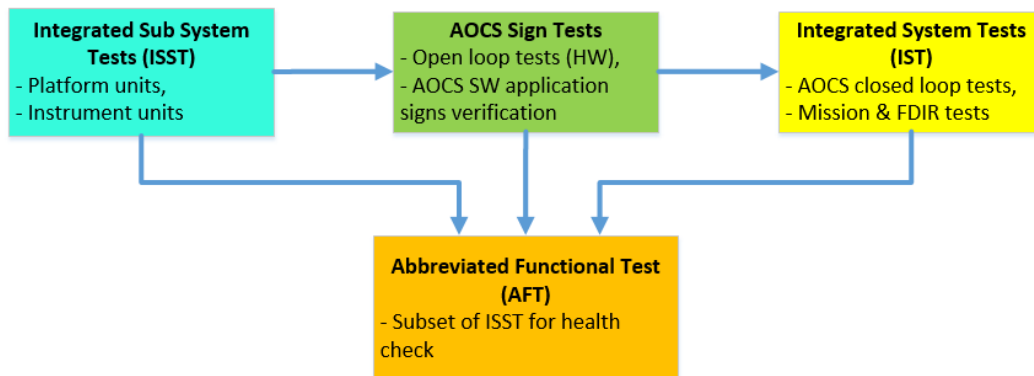 Integrated Sub System
Tests (ISST)
- Platform units,
- Instrument units
AOCS Sign Tests
- Open loop tests (HW),
- AOCS SW application
signs verification
Integrated System Tests
(IST)
- AOCS closed loop tests,
- Mission & FDIR tests
Abbreviated Functional Test
(AFT)
- Subset of ISST for health
check